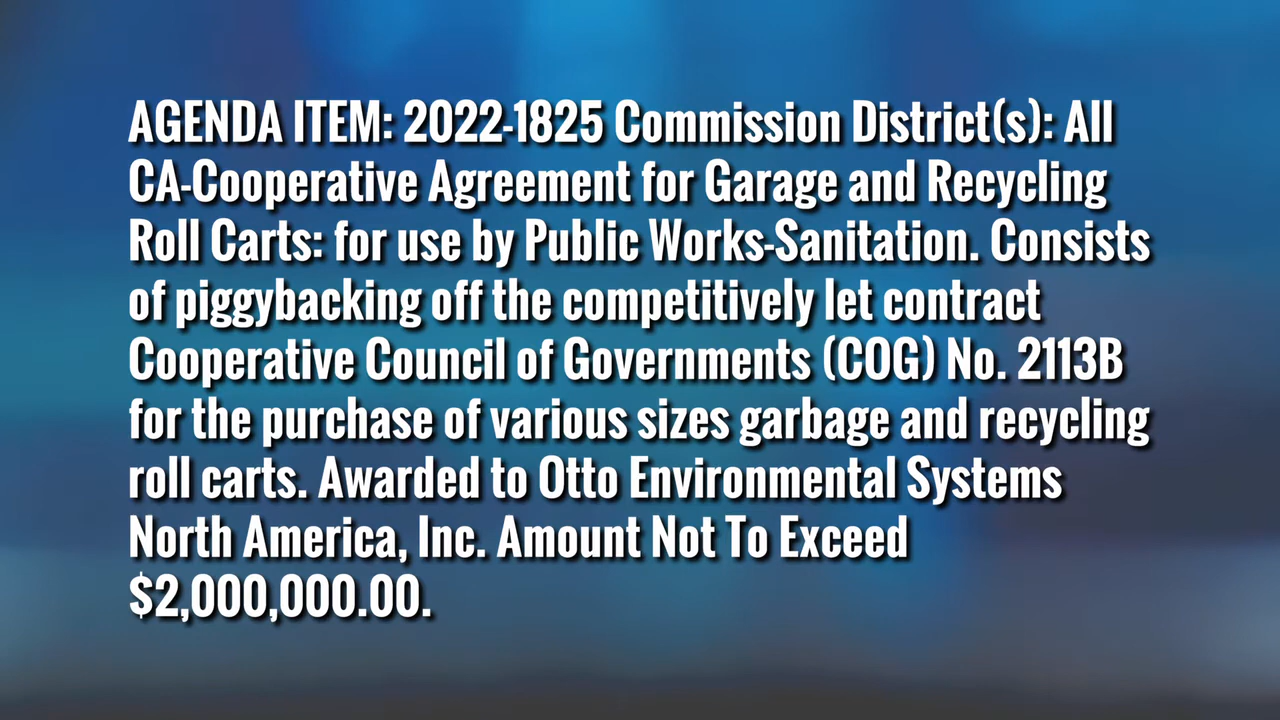 AGENDA ITEM: 2022-1825 Commission District(s): All
CA-Cooperative Agreement for Garage and Recycling
Roll Carts: for use by Public Works-Sanitation. Consists
of piggybacking off the competitively let contract
Cooperative Council of Governments (COG) No. 2113B
for the purchase of various sizes garbage and recycling
roll carts. Awarded to Otto Environmental Systems
North America, Inc. Amount Not To Exceed
$2,000,000.00.